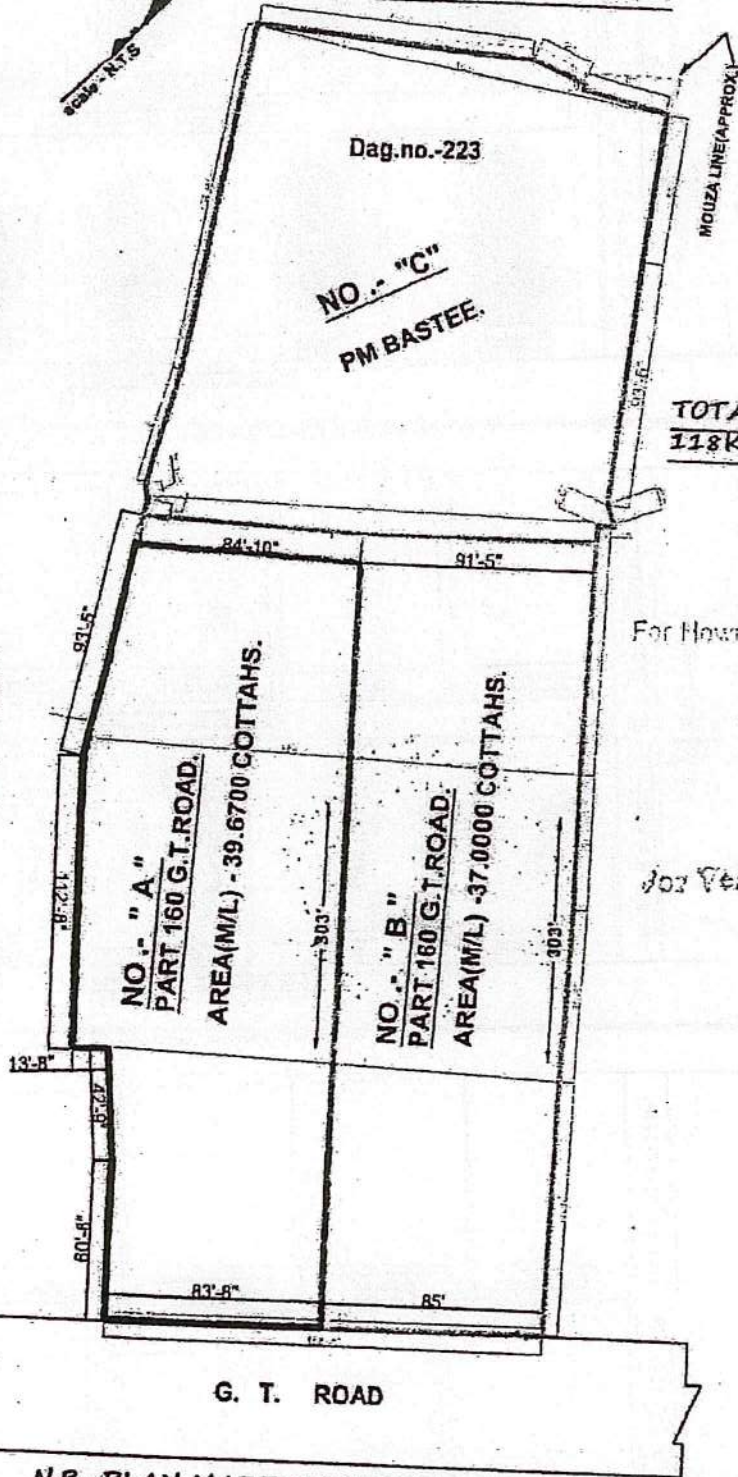 scale - N.T.S
MOUZA LINE(APPROX.)
Dag.no.-223
NO .- "C"
PM BASTEE.
93'-6"
TOTA
118K
84'-10"
91'-5"
93'-5"
For Howr
NO .- " A "
PART 160 G.T.ROAD.
AREA(M/L) - 39.6700 COTTAHS.
303'
NO .- " B "
PART 160 G.T.ROAD.
AREA(M/L) -37.0000 COTTAHS.
303'
112'-8"
13'-8"
42'-9"
60'-8"
83'-8"
85'
G. T. ROAD
N.B. PLAN